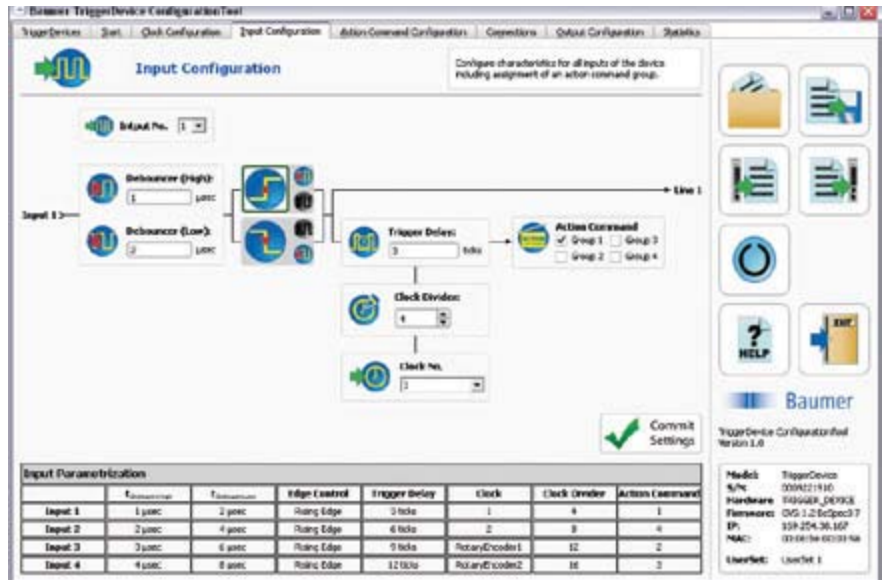 Baumer TriggerDevice ConfigurationTool
TriggerDevices Start Clock Configuration Input Configuration Action Command Configuration Connections Output Configuration Statistics
Input Configuration
Configure characteristics for all inputs of the device
including assignment of an action command group.
Input No. 1
Debouncer (High):
1 µsec
Input 1
Debouncer (Low):
2 µsec
Line 1
Trigger Delay:
3 ticks
Action Command
Group 1 Group 3
Group 2 Group 4
Clock Divider:
4
Clock No.
1
Commit
Settings
HELP
EXIT
Baumer
TriggerDevice ConfigurationTool
Version 1.0
Model: TriggerDevice
S/N:
Hardware TRIGGER_DEVICE
Firmware:
IP:
MAC:
UserSet: UserSet 1
Input Parametrization
Edge Control Trigger Delay Clock Clock Divider Action Command
Input 1 1 µsec 2 µsec Rising Edge 3 ticks 1 4 1
Input 2 2 µsec 4 µsec Rising Edge 6 ticks 2 8 4
Input 3 3 µsec 6 µsec Rising Edge 9 ticks RotaryEncoder1 12 2
Input 4 4 µsec 8 µsec Rising Edge 12 ticks RotaryEncoder2 16 3